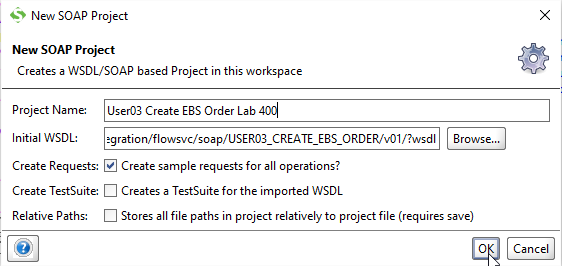 New SOAP Project
New SOAP Project
Creates a WSDL/SOAP based Project in this workspace
Project Name: User03 Create EBS Order Lab 400
Initial WSDL: egration/flowsvc/soap/USER03_CREATE_EBS_ORDER/v01/?wsdl Browse...
Create Requests: Create sample requests for all operations?
Create TestSuite: Creates a TestSuite for the imported WSDL
Relative Paths: Stores all file paths in project relatively to project file (requires save)
? OK Cancel